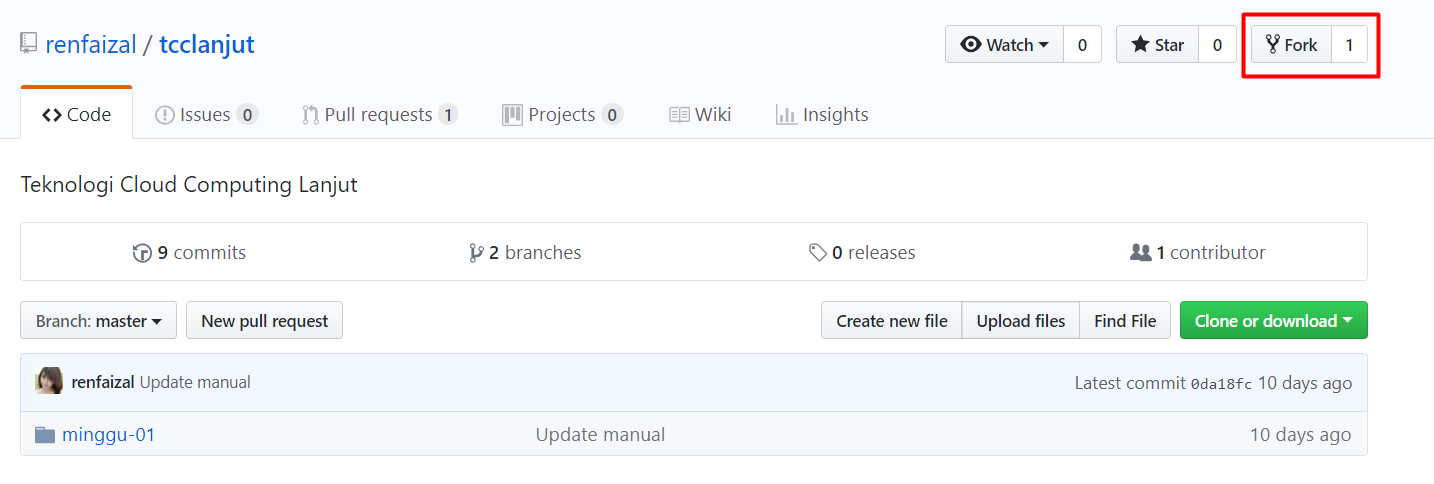 renfaizal / tcclanjut Watch 0 Star 0 Fork 1
Code Issues 0 Pull requests 1 Projects 0 Wiki Insights
Teknologi Cloud Computing Lanjut
9 commits 2 branches 0 releases 1 contributor
Branch: master New pull request Create new file Upload files Find File Clone or download
renfaizal Update manual Latest commit 0da18fc 10 days ago
minggu-01 Update manual 10 days ago